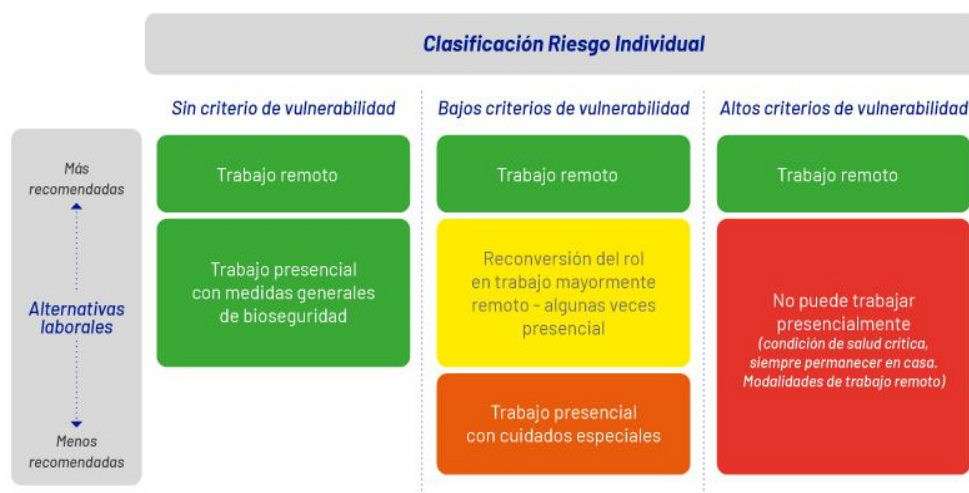 Clasificación Riesgo Individual
Sin criterio de vulnerabilidad
Bajos criterios de vulnerabilidad
Altos criterios de vulnerabilidad
Más
recomendadas
Alternativas
laborales
Menos
recomendadas
Trabajo remoto
Trabajo presencial
con medidas generales
de bioseguridad
Trabajo remoto
Reconversión del rol
en trabajo mayormente
remoto - algunas veces
presencial
Trabajo presencial
con cuidados especiales
Trabajo remoto
No puede trabajar
presencialmente
(condición de salud crítica,
siempre permanecer en casa.
Modalidades de trabajo remoto)